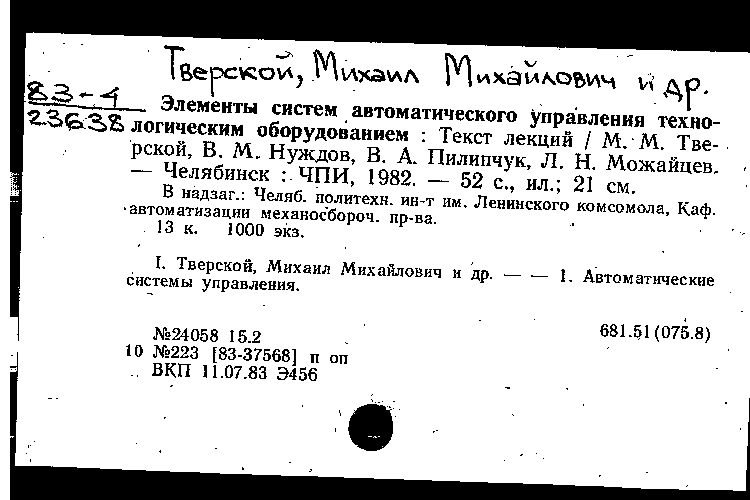 Тверской, Михаил Михайлович и др.
83-4
23638
Элементы систем автоматического управления техно-
логическим оборудованием : Текст лекций / М. М. Тве-
рской, В. М. Нуждов, В. А. Пилипчук, Л. Н. Можайцев.
— Челябинск : ЧПИ, 1982. — 52 с., ил.; 21 см.
В надзаг.: Челяб. политехн. ин-т им. Ленинского комсомола, Каф.
автоматизации механосбороч. пр-ва.
13 к. 1000 экз.
I. Тверской, Михаил Михайлович и др. — — 1. Автоматические
системы управления.
№24058 15.2 681.51(075.8)
10 №223 [83-37568] п оп
ВКП 11.07.83 Э456